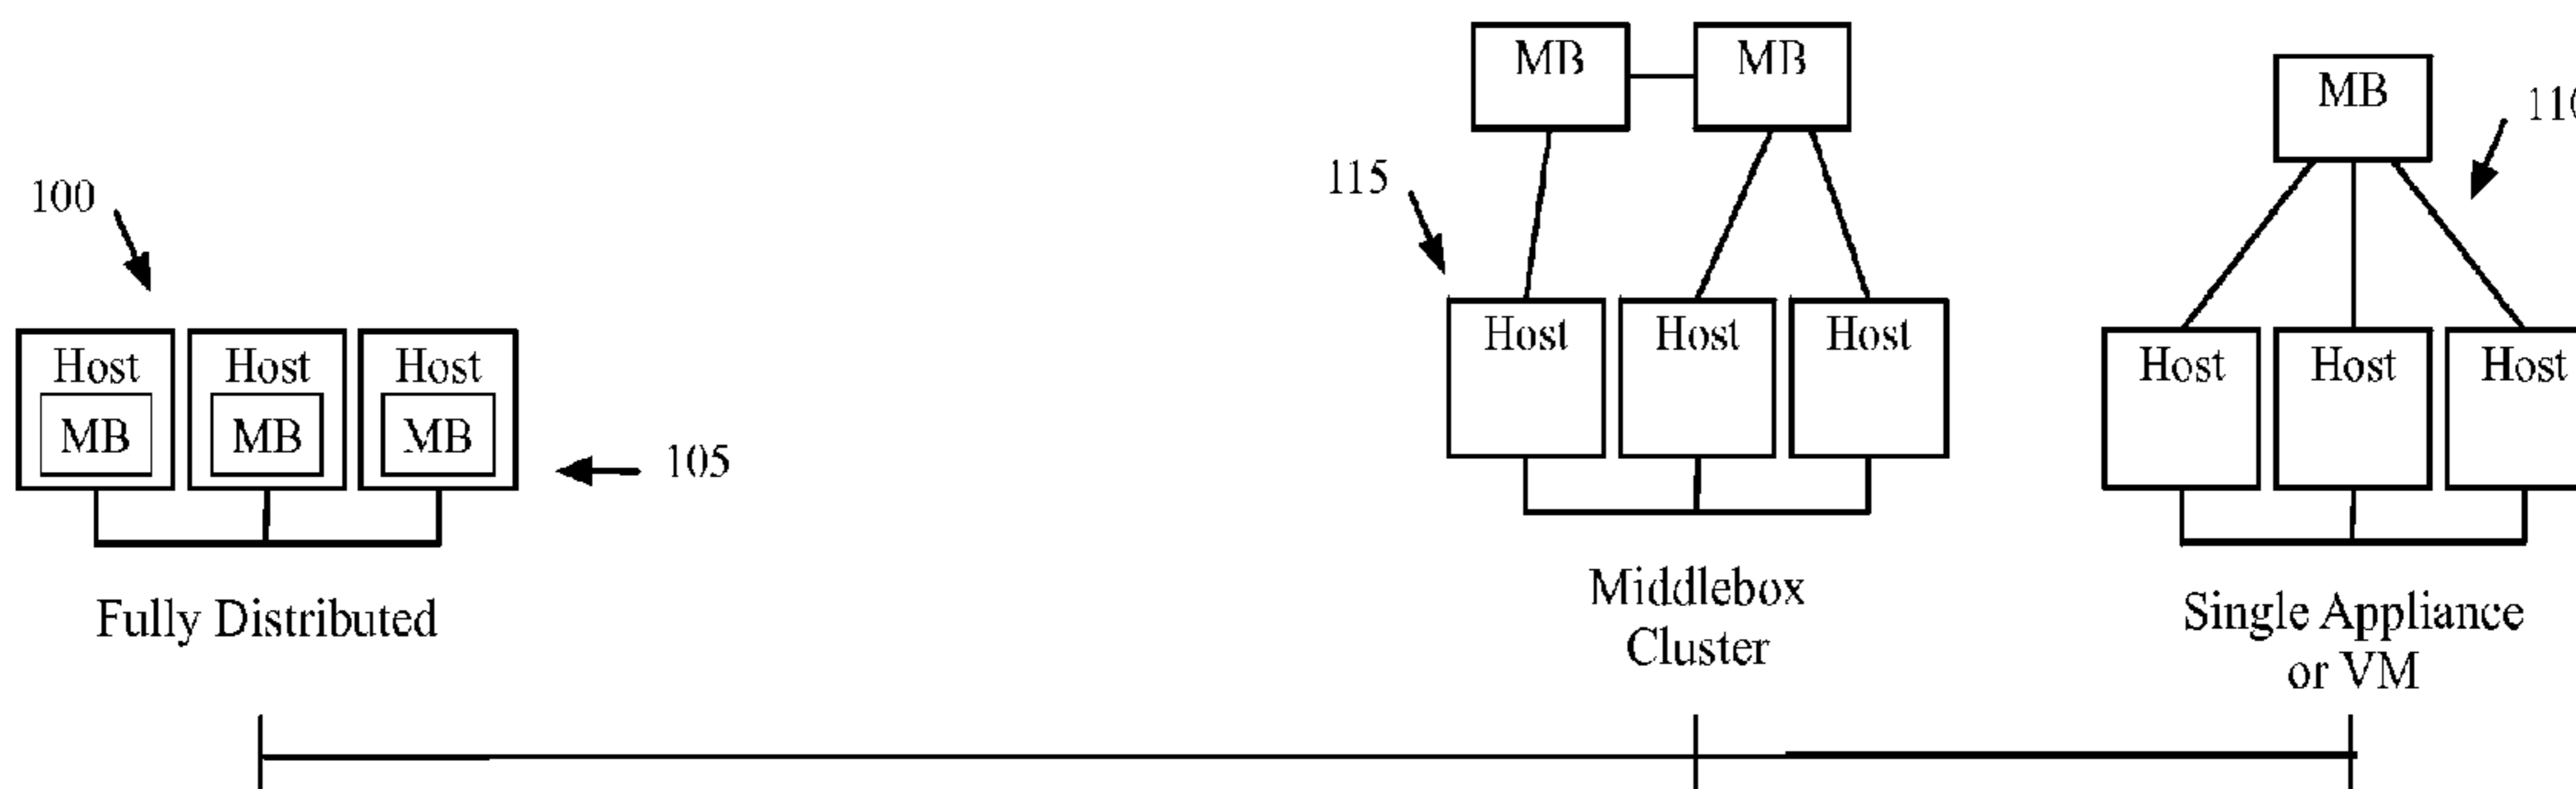 MB MB
MB
110
115
100
Host Host Host
Host Host Host
Host Host Host
MB MB MB
105
Fully Distributed
Middlebox
Cluster
Single Appliance
or VM